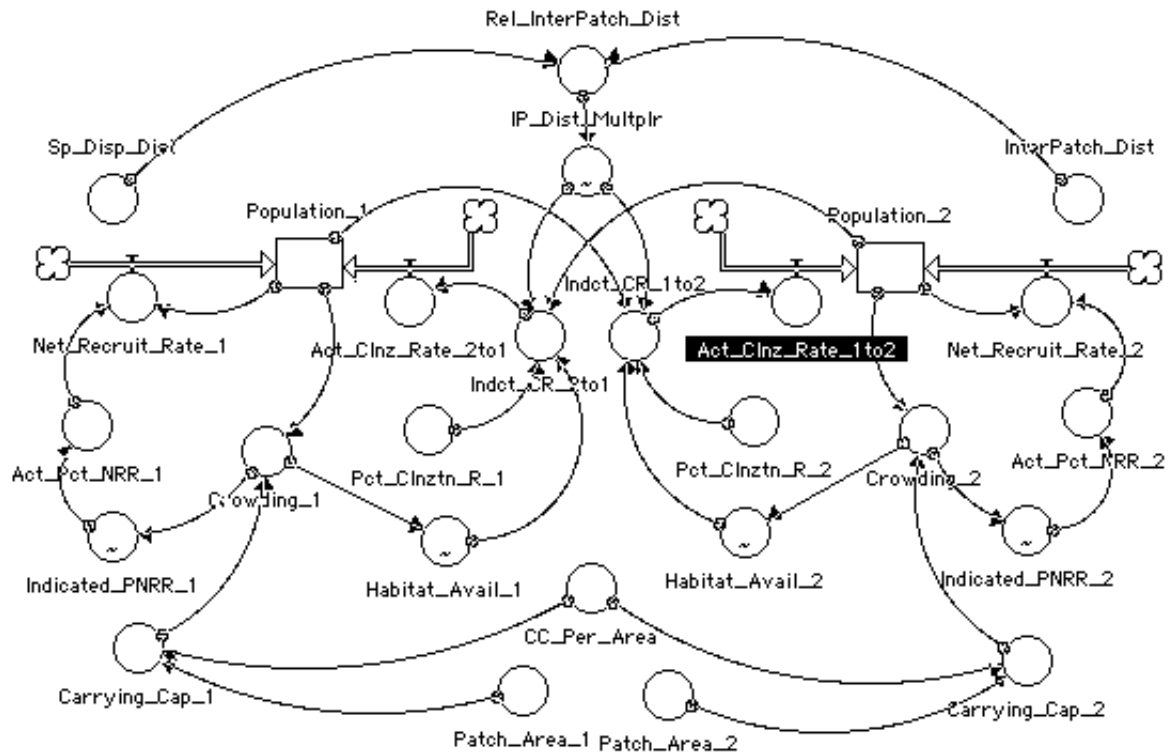 Rel_InterPatch_Dist
IP_Dist_Multplr
Sp_Disp_Dist
InterPatch_Dist
Population_1
Population_2
Indct_CR_1to2
Net_Recruit_Rate_1
Act_Clnz_Rate_2to1
Act_Clnz_Rate_1to2
Net_Recruit_Rate_2
Indct_CR_2to1
Act_Pct_NRR_1
Pct_Clnztn_R_1
Pct_Clnztn_R_2
Act_Pct_NRR_2
Crowding_1
Crowding_2
~
~
~
~
~
Indicated_PNRR_1
Habitat_Avail_1
Habitat_Avail_2
Indicated_PNRR_2
CC_Per_Area
Carrying_Cap_1
Carrying_Cap_2
Patch_Area_1
Patch_Area_2